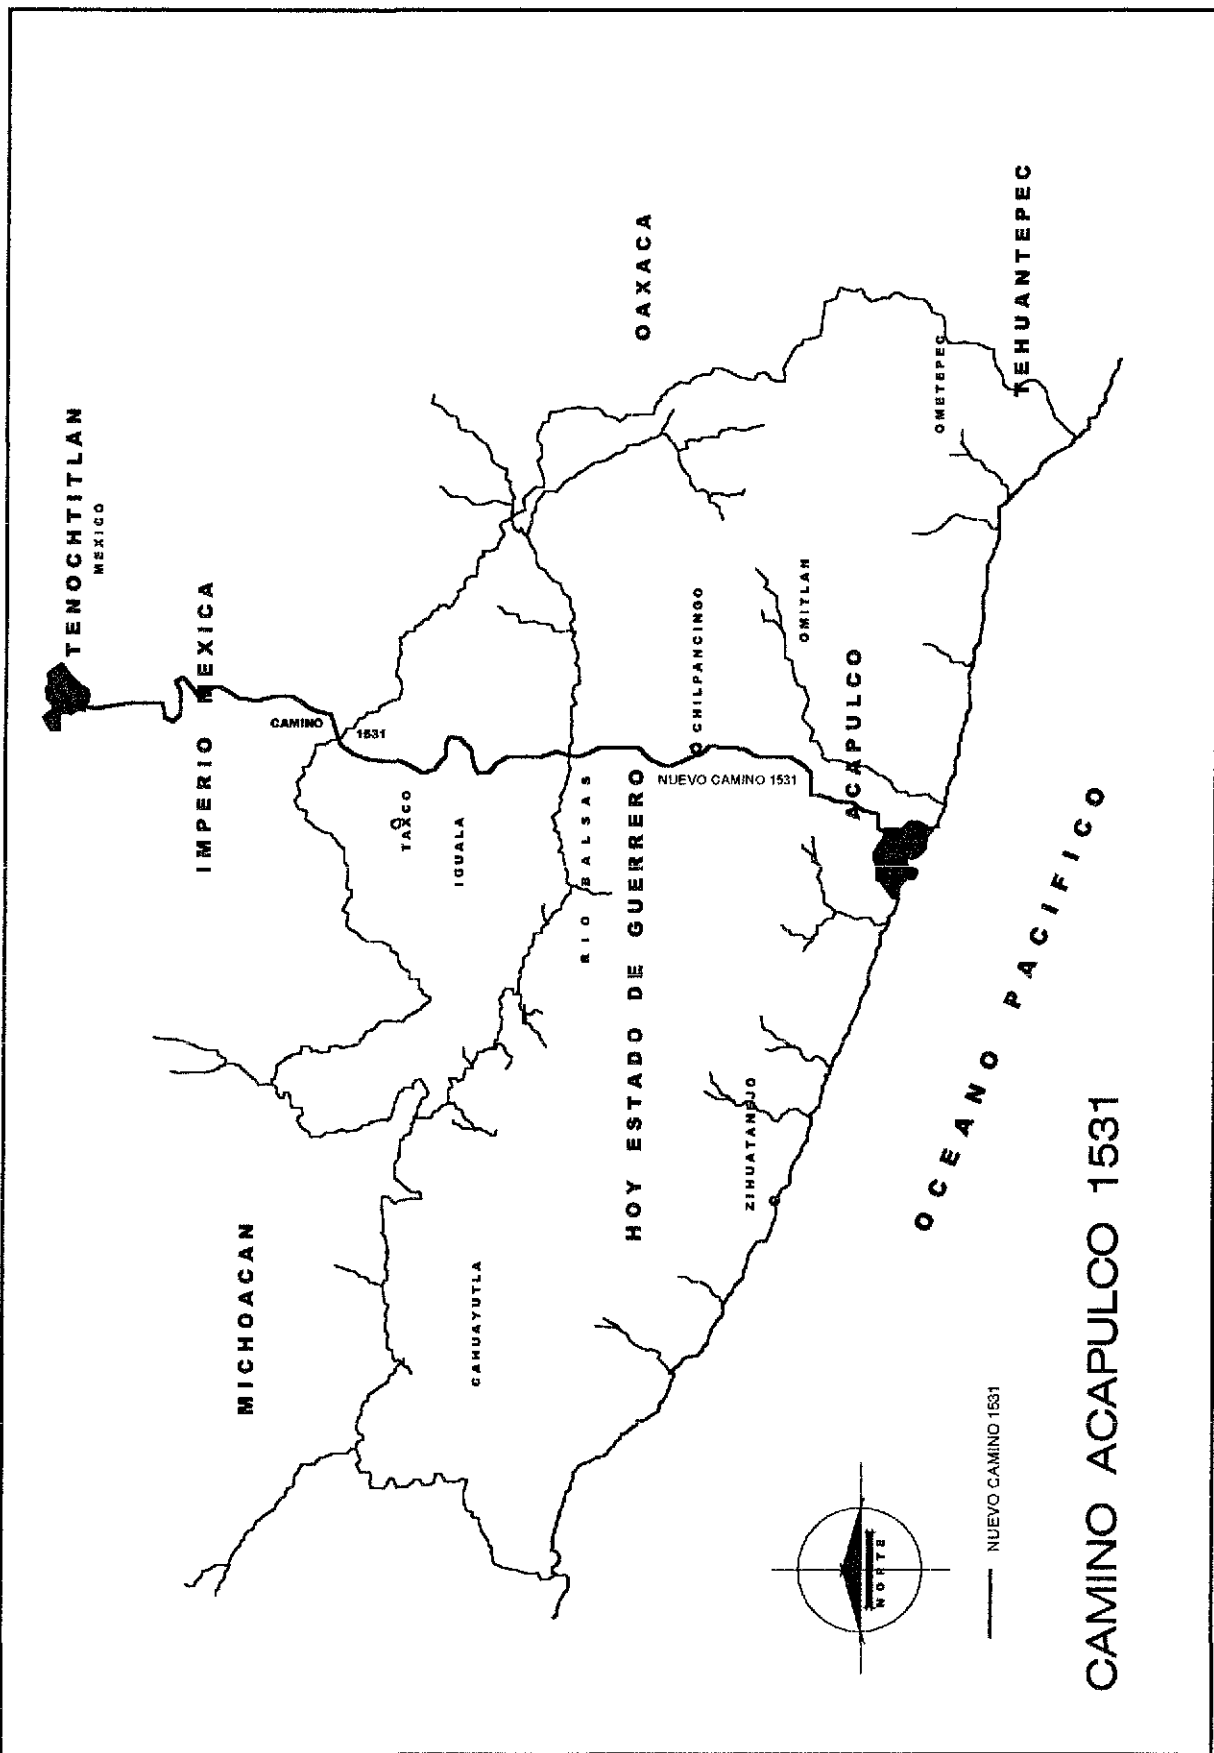 TENOCHTITLAN
MEXICO
IMPERIO MEXICA
CAMINO 1531
TAXCO
IGUALA
OAXACA
MICHOACAN
CAHUAYUTLA
RIO BALSAS
HOY ESTADO DE GUERRERO
NUEVO CAMINO 1531
CHILPANCINGO
OMITLAN
ACAPULCO
OMETEPEC
TEHUANTEPEC
ZIHUATANEJO
OCEANO PACIFICO
NORTE
NUEVO CAMINO 1531
CAMINO ACAPULCO 1531